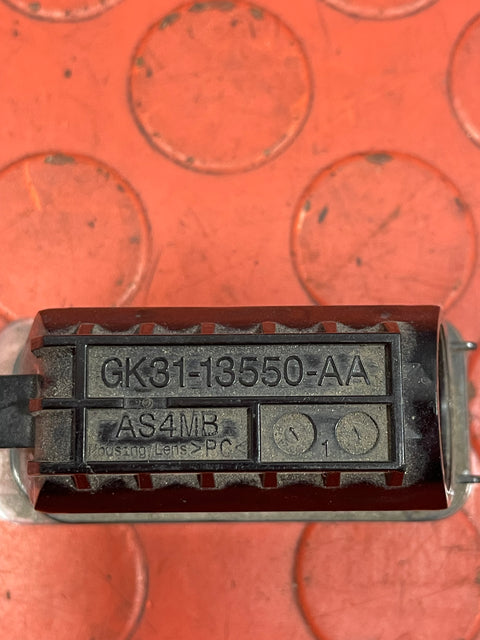 GK31-13550-AA
AS4MB
Housing/Lens >PC<
1